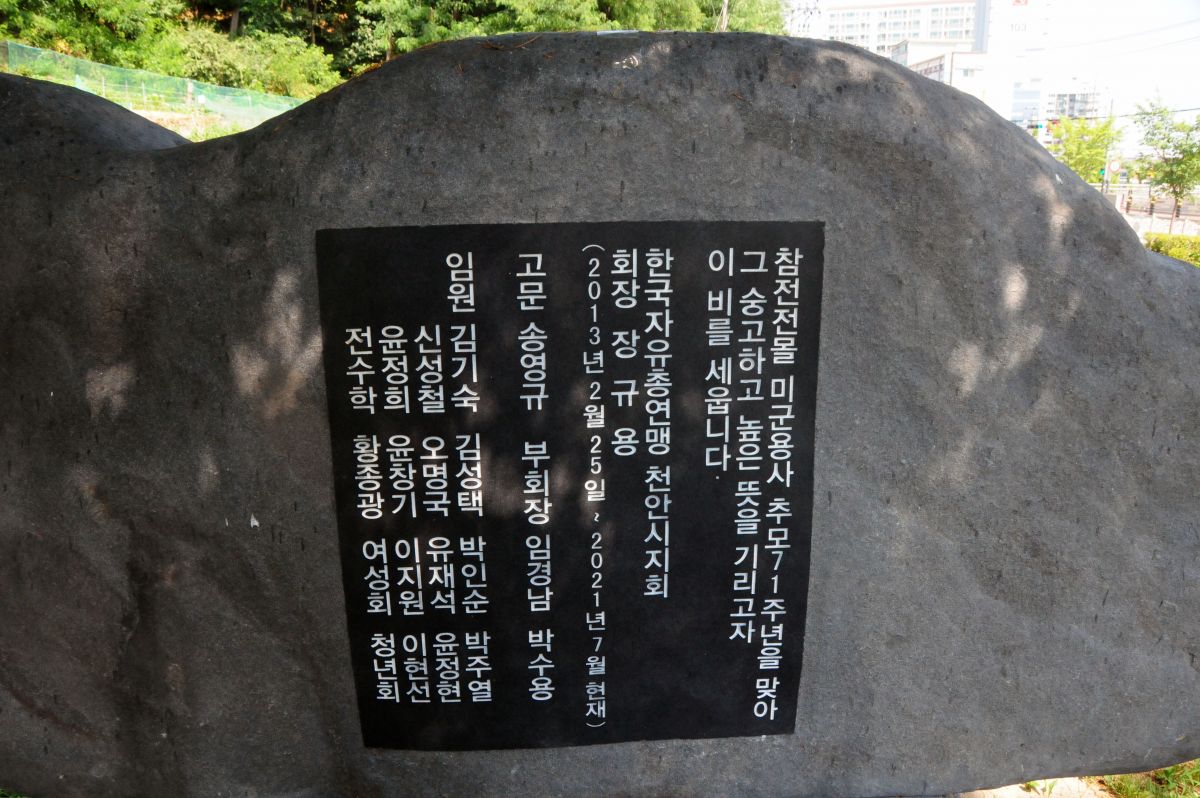 참전전몰 미군용사 추모71주년을 맞아
그 숭고하고 높은 뜻을 기리고자
이 비를 세웁니다.
한국자유총연맹 천안시지회
회장 장규용
(2013년 2월 25일 ~ 2021년 7월 현재)
고문 송영규 부회장 임경남 박수용
임원 김기숙 김성택 박인순 박주열
신성철 오명국 유재석 윤정현
윤정희 윤창기 이지원 이현선
전수학 황종광 여성회 청년회
103